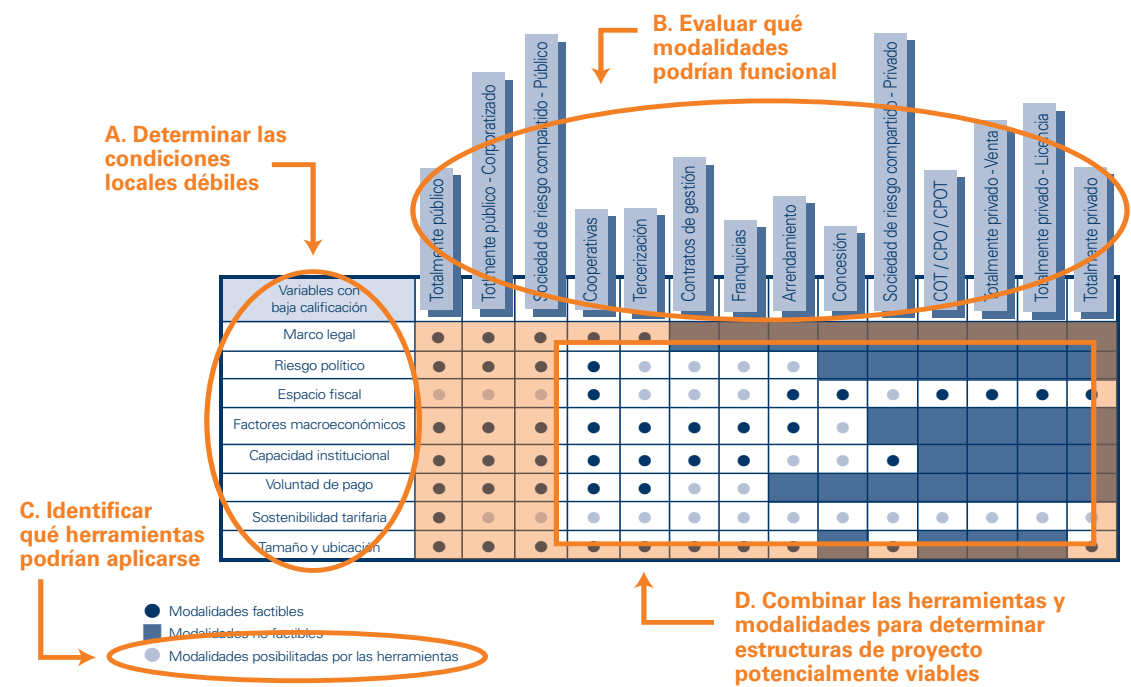 B. Evaluar qué
modalidades
podrían funcional
A. Determinar las
condiciones
locales débiles
Totalmente público
Totlmente público - Corporatizado
Sociedad de riesgo compartido - Público
Cooperativas
Tercerización
Contratos de gestión
Franquicias
Arrendamiento
Concesión
Sociedad de riesgo compartido - Privado
COT / CPO / CPOT
Totalmente privado - Venta
Totalmente privado - Licencia
Totalmente privado
Variables con
baja calificación
Marco legal
Riesgo político
Espacio fiscal
Factores macroeconómicos
Capacidad institucional
Voluntad de pago
Sostenibilidad tarifaria
Tamaño y ubicación
C. Identificar
qué herramientas
podrían aplicarse
Modalidades factibles
Modalidades no factibles
Modalidades posibilitadas por las herramientas
D. Combinar las herramientas y
modalidades para determinar
estructuras de proyecto
potencialmente viables